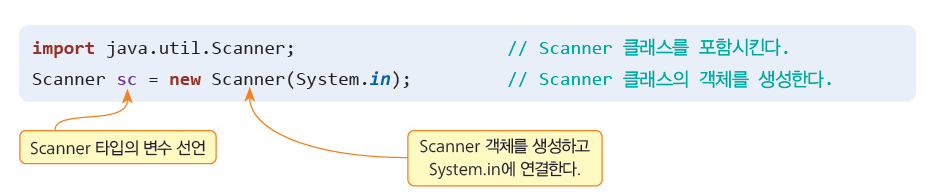 import java.util.Scanner; // Scanner 클래스를 포함시킨다.
Scanner sc = new Scanner(System.in); // Scanner 클래스의 객체를 생성한다.
Scanner 타입의 변수 선언
Scanner 객체를 생성하고
System.in에 연결한다.